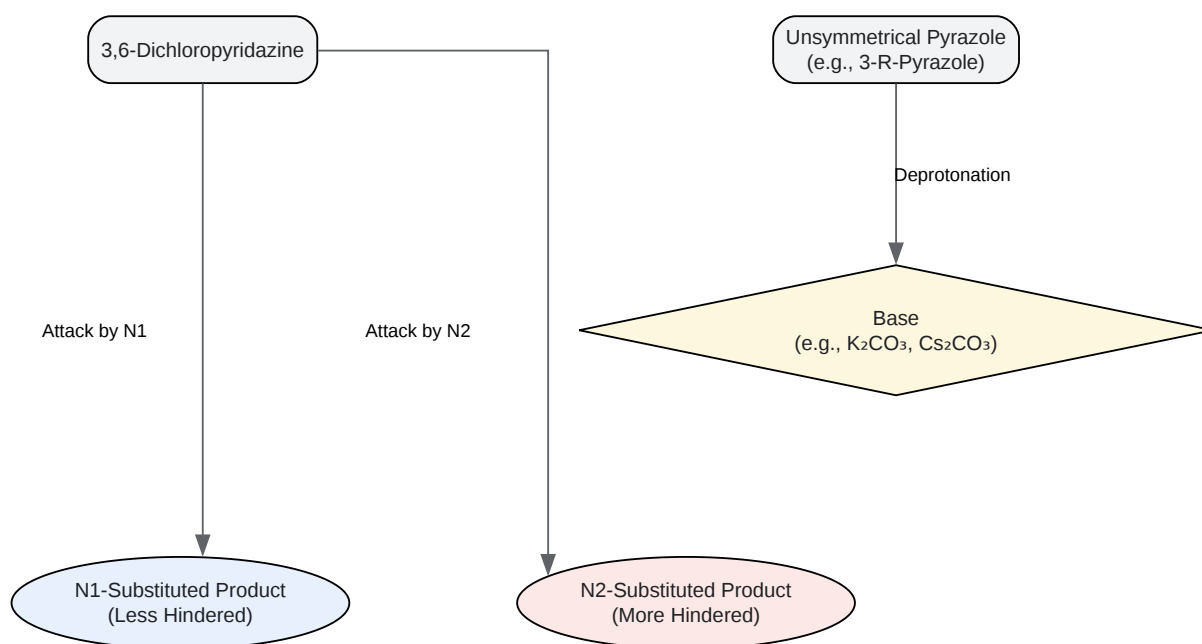 3,6-Dichloropyridazine
Unsymmetrical Pyrazole
(e.g., 3-R-Pyrazole)
Deprotonation
Attack by N1
Attack by N2
Base
(e.g., K₂CO₃, Cs₂CO₃)
N1-Substituted Product
(Less Hindered)
N2-Substituted Product
(More Hindered)